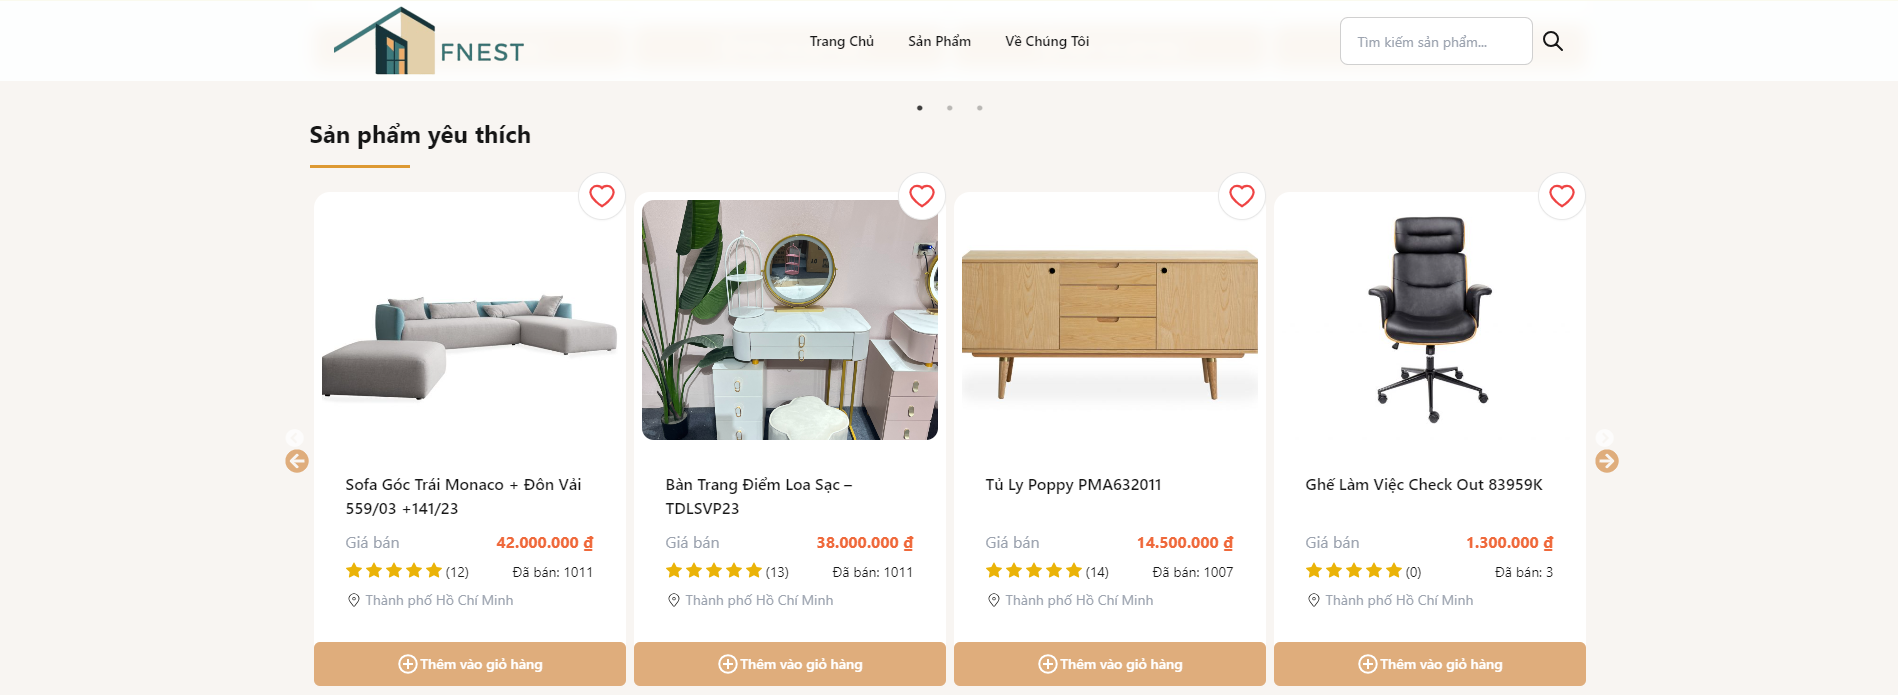 FNEST
Trang Chủ
Sản Phẩm
Về Chúng Tôi
Tìm kiếm sản phẩm...
Sản phẩm yêu thích
Sofa Góc Trái Monaco + Đôn Vải
559/03 +141/23
Giá bán 42.000.000 ₫
(12) Đã bán: 1011
Thành phố Hồ Chí Minh
Thêm vào giỏ hàng
Bàn Trang Điểm Loa Sạc –
TDLSVP23
Giá bán 38.000.000 ₫
(13) Đã bán: 1011
Thành phố Hồ Chí Minh
Thêm vào giỏ hàng
Tủ Ly Poppy PMA632011
Giá bán 14.500.000 ₫
(14) Đã bán: 1007
Thành phố Hồ Chí Minh
Thêm vào giỏ hàng
Ghế Làm Việc Check Out 83959K
Giá bán 1.300.000 ₫
(0) Đã bán: 3
Thành phố Hồ Chí Minh
Thêm vào giỏ hàng